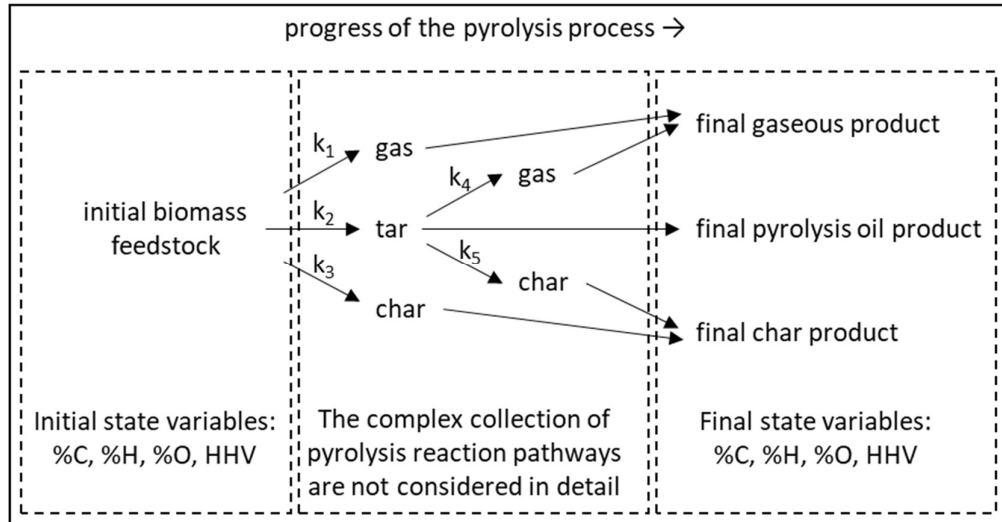 progress of the pyrolysis process →
initial biomass
feedstock
k₁
k₂
k₃
gas
tar
char
k₄
k₅
gas
char
final gaseous product
final pyrolysis oil product
final char product
Initial state variables:
%C, %H, %O, HHV
The complex collection of
pyrolysis reaction pathways
are not considered in detail
Final state variables:
%C, %H, %O, HHV